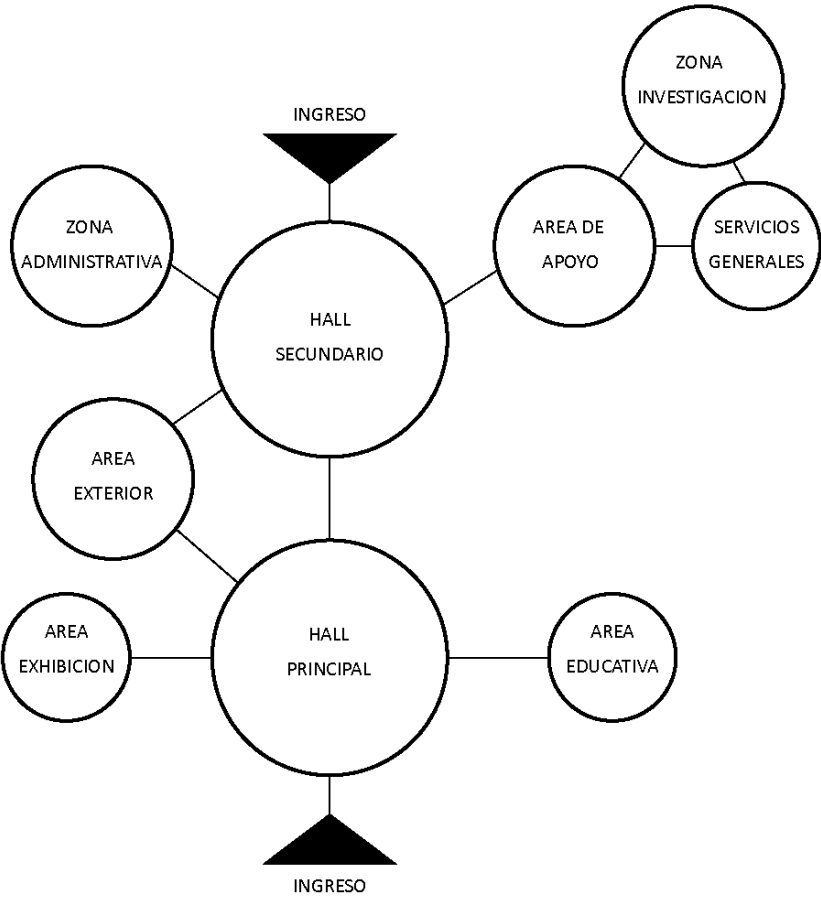 ZONA
INVESTIGACION
INGRESO
ZONA
ADMINISTRATIVA
AREA DE
APOYO
SERVICIOS
GENERALES
HALL
SECUNDARIO
AREA
EXTERIOR
AREA
EXHIBICION
HALL
PRINCIPAL
AREA
EDUCATIVA
INGRESO